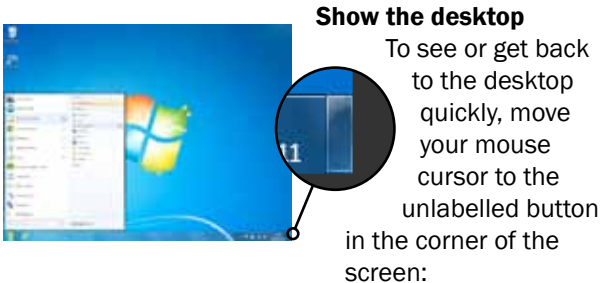 Show the desktop
To see or get back
to the desktop
quickly, move
your mouse
cursor to the
unlabelled button
in the corner of the
screen:
11